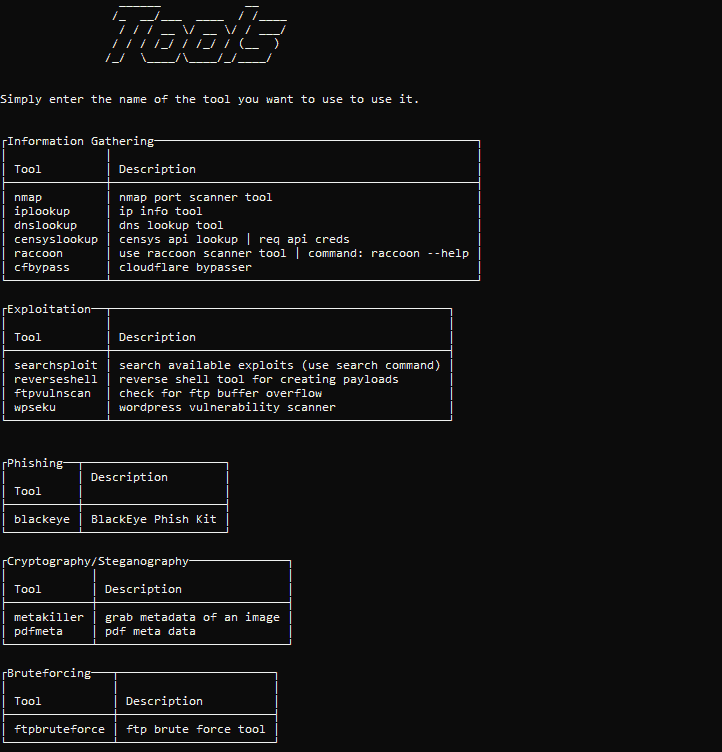 Tools
Simply enter the name of the tool you want to use to use it.
Information Gathering
Tool Description
nmap nmap port scanner tool
iplookup ip info tool
dnslookup dns lookup tool
censyslookup censys api lookup | req api creds
raccoon use raccoon scanner tool | command: raccoon --help
cfbypass cloudflare bypasser
Exploitation
Tool Description
searchsploit search available exploits (use search command)
reverseshell reverse shell tool for creating payloads
ftpvulnscan check for ftp buffer overflow
wpseku wordpress vulnerability scanner
Phishing
Description
Tool
blackeye BlackEye Phish Kit
Cryptography/Steganography
Tool Description
metakiller grab metadata of an image
pdfmeta pdf meta data
Bruteforcing
Tool Description
ftpbruteforce ftp brute force tool